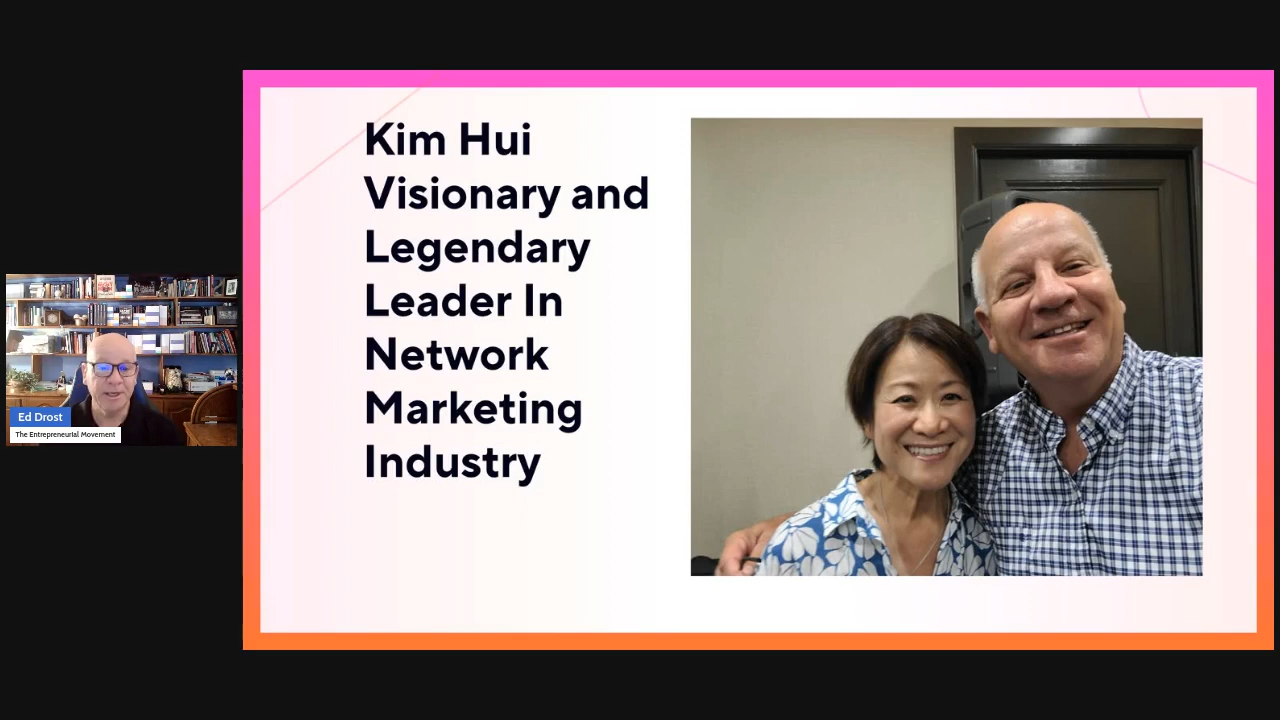 Kim Hui
Visionary and
Legendary
Leader In
Network
Marketing
Industry
Ed Drost
The Entrepreneurial Movement